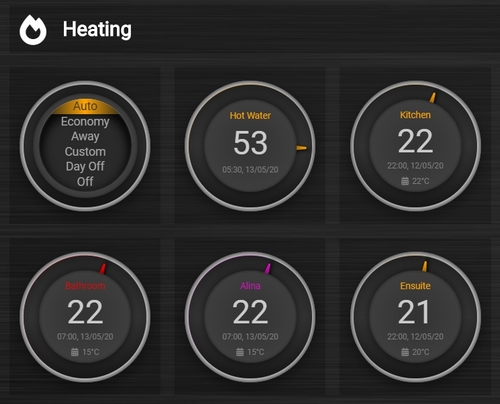 Heating
Auto
Economy
Away
Custom
Day Off
Off
Hot Water
53
05:30, 13/05/20
Kitchen
22
22:00, 12/05/20
22°C
Bathroom
22
07:00, 13/05/20
15°C
Alina
22
07:00, 13/05/20
15°C
Ensuite
21
22:00, 12/05/20
20°C